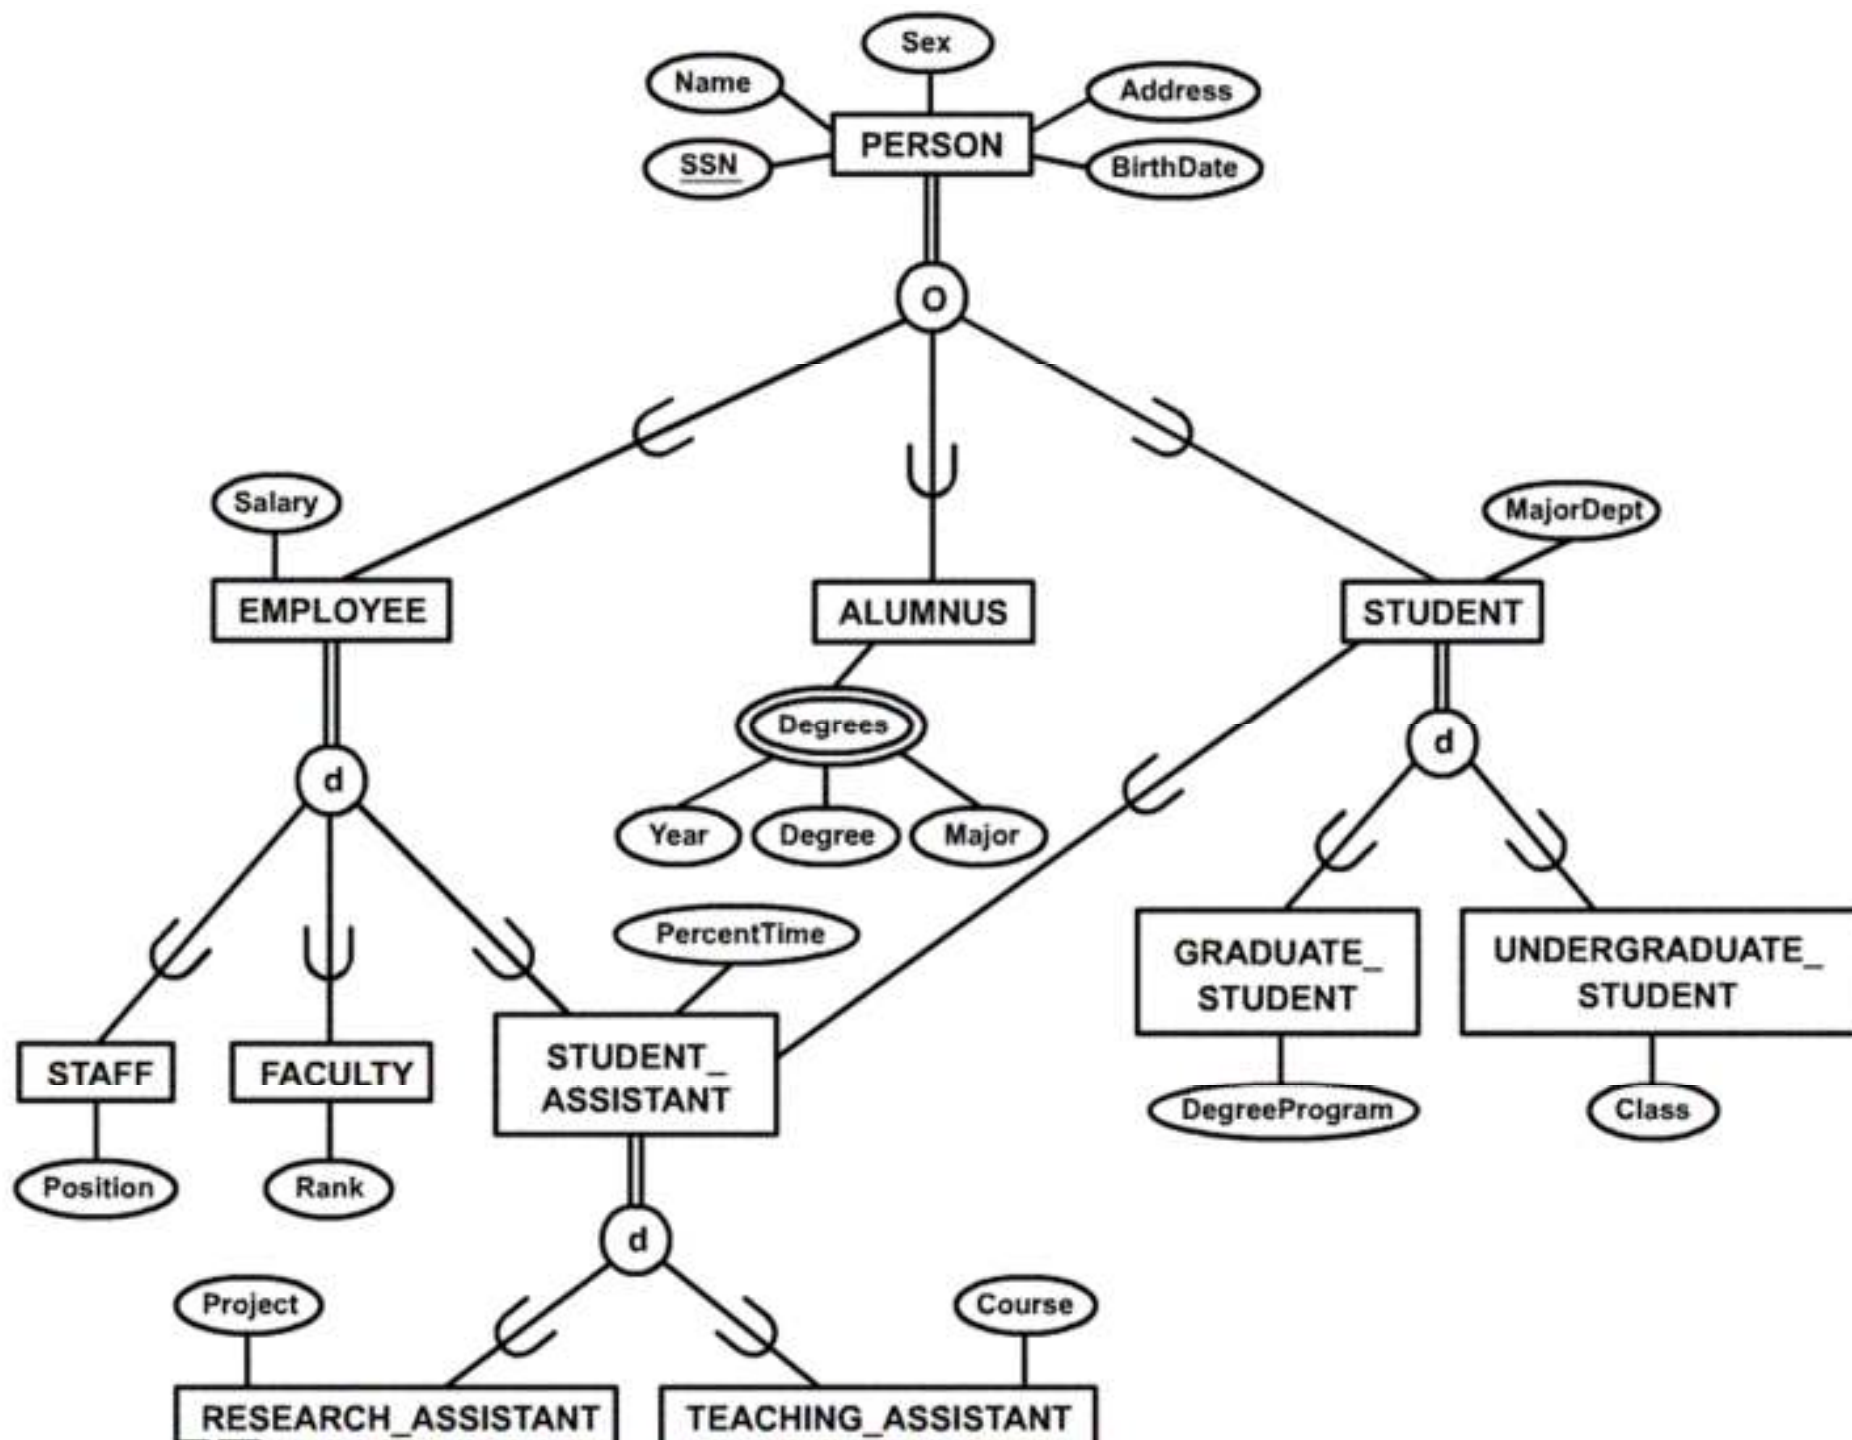 Sex
Name
Address
PERSON
SSN
BirthDate
O
Salary
MajorDept
EMPLOYEE
ALUMNUS
STUDENT
Degrees
d
d
Year
Degree
Major
PercentTime
GRADUATE_
STUDENT
UNDERGRADUATE_
STUDENT
STAFF
FACULTY
STUDENT_
ASSISTANT
DegreeProgram
Class
Position
Rank
d
Project
Course
RESEARCH_ASSISTANT
TEACHING_ASSISTANT